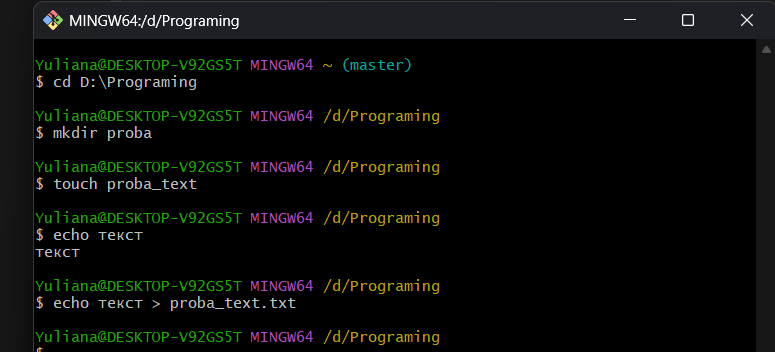 MINGW64:/d/Programing
Yuliana@DESKTOP-V92GS5T MINGW64 ~ (master)
$ cd D:\Programing
Yuliana@DESKTOP-V92GS5T MINGW64 /d/Programing
$ mkdir proba
Yuliana@DESKTOP-V92GS5T MINGW64 /d/Programing
$ touch proba_text
Yuliana@DESKTOP-V92GS5T MINGW64 /d/Programing
$ echo текст
текст
Yuliana@DESKTOP-V92GS5T MINGW64 /d/Programing
$ echo текст > proba_text.txt
Yuliana@DESKTOP-V92GS5T MINGW64 /d/Programing
$